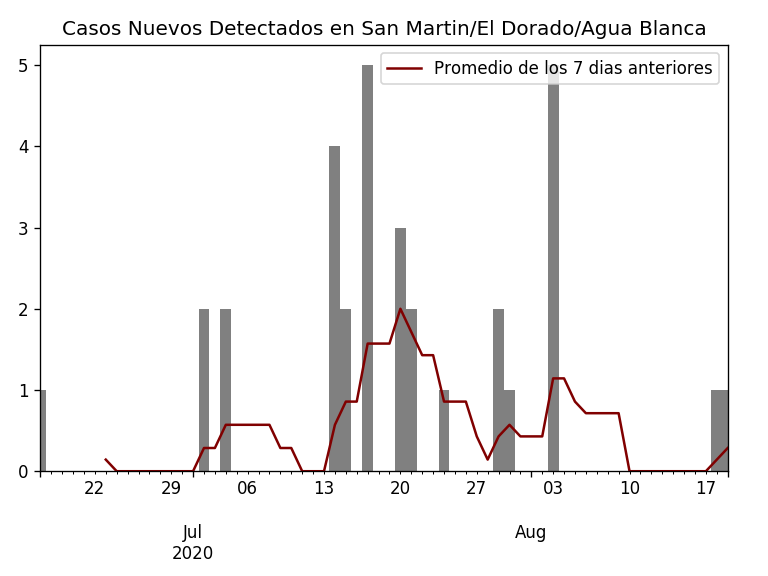 Casos Nuevos Detectados en San Martin/El Dorado/Agua Blanca
Promedio de los 7 dias anteriores
5
4
3
2
1
0
22 29 06 13 20 27 03 10 17
Jul Aug
2020